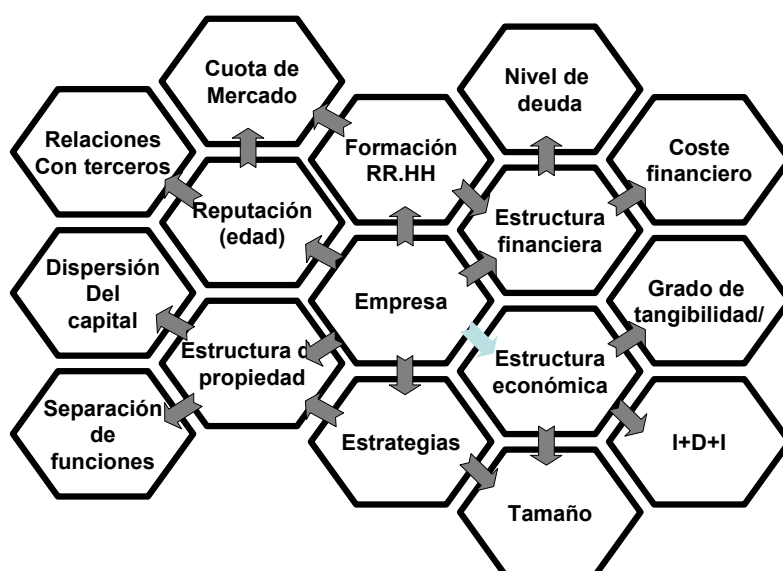 Cuota de
Mercado
Nivel de
deuda
Relaciones
Con terceros
Formación
RR.HH
Coste
financiero
Reputación
(edad)
Estructura
financiera
Dispersión
Del
capital
Empresa
Grado de
tangibilidad/
Estructura d
propiedad
Estructura
económica
Separación
de
funciones
Estrategias
I+D+I
Tamaño